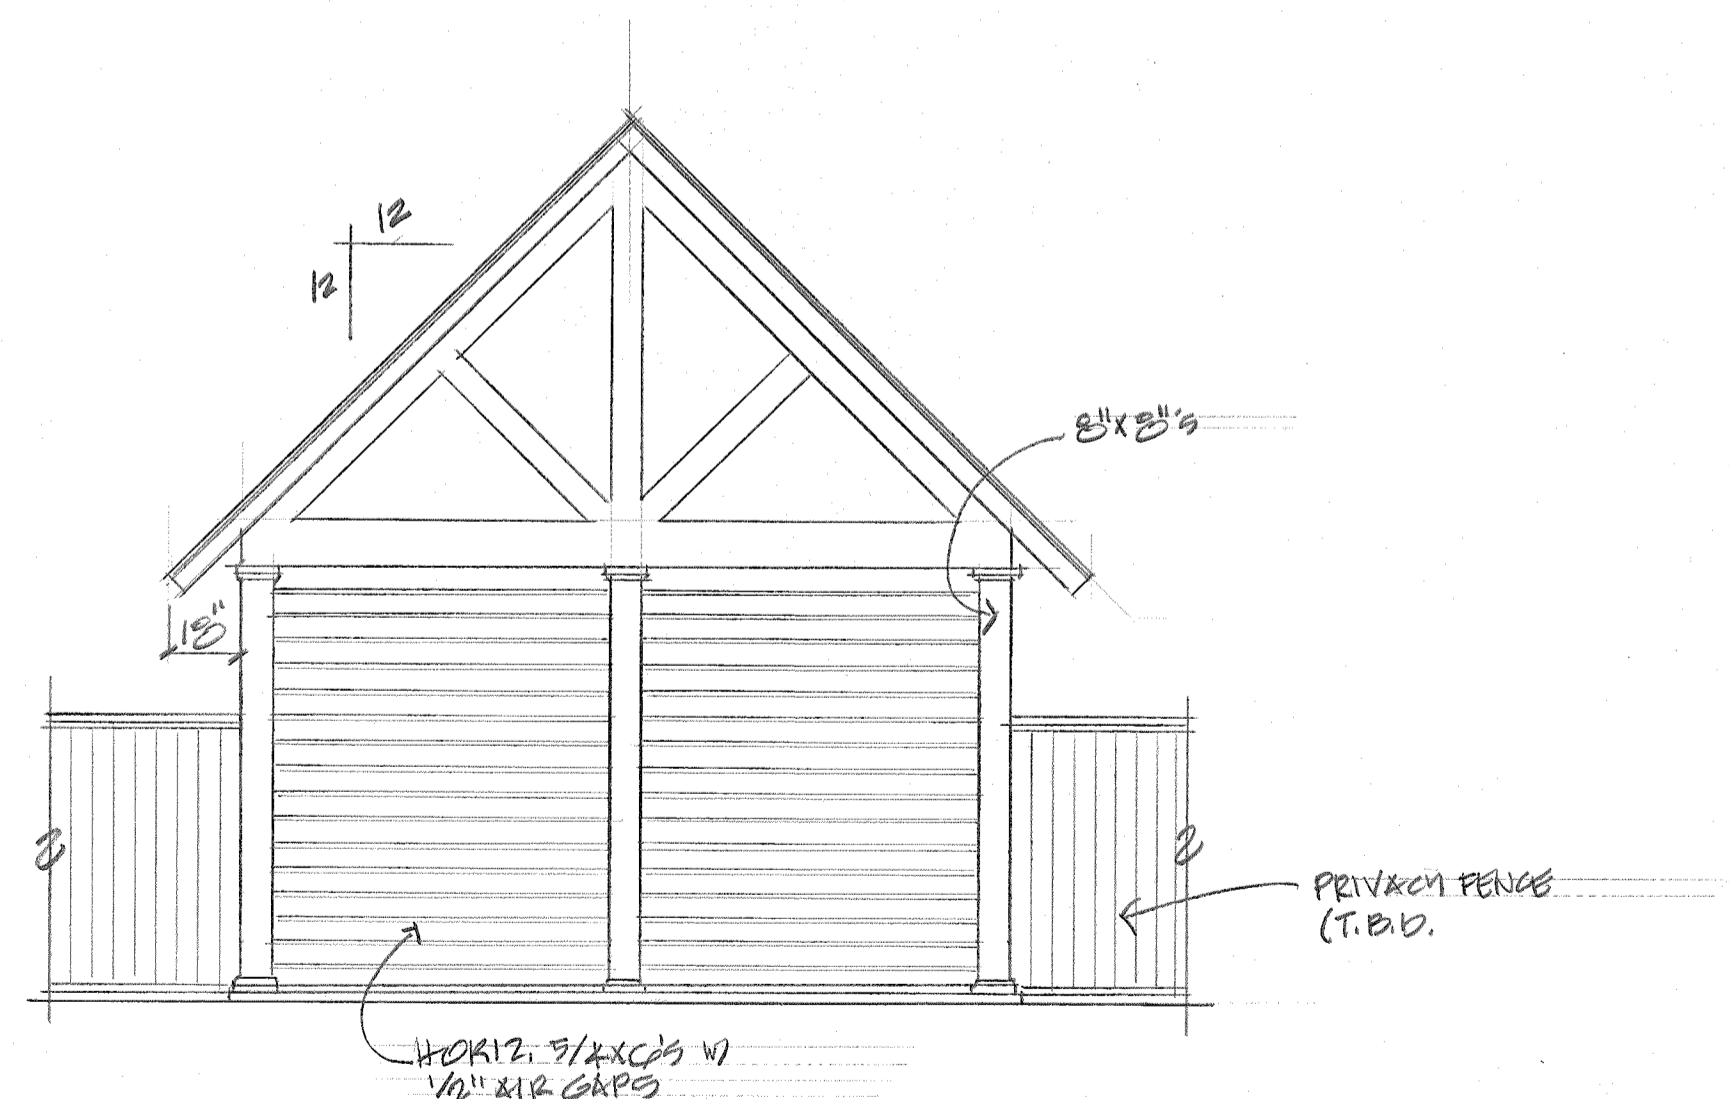 12
12
8"x8"'s
18"
PRIVACY FENCE
(T.B.D.
HORIZ. 5/4x6's W/
1/2" AIR GAPS